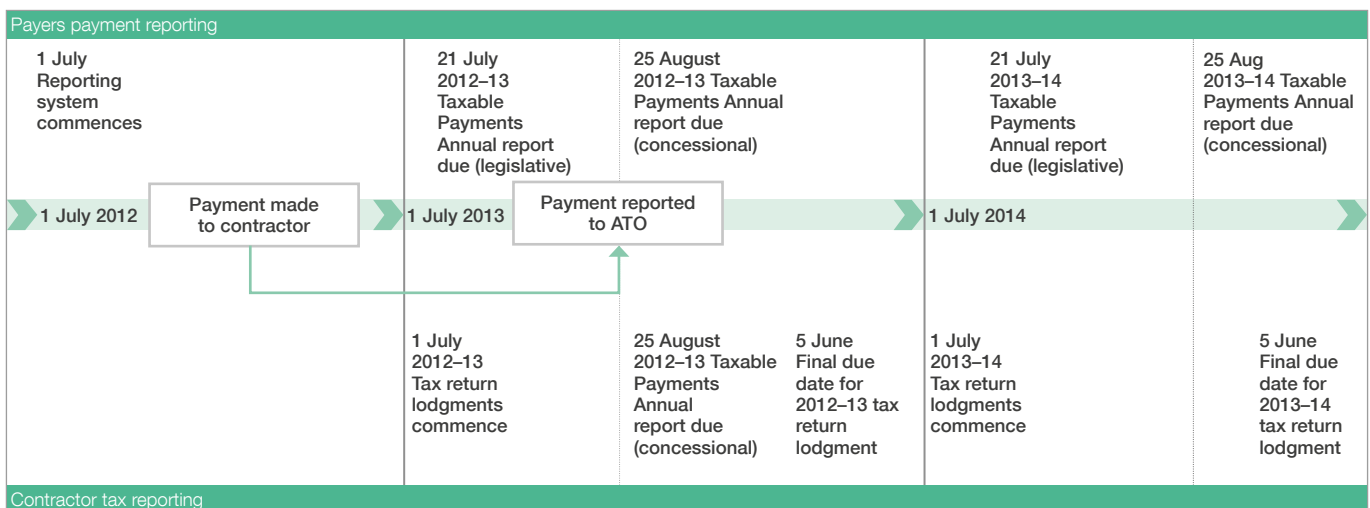 Payers payment reporting
1 July
Reporting
system
commences
21 July
2012–13
Taxable
Payments
Annual report
due (legislative)
25 August
2012–13 Taxable
Payments Annual
report due
(concessional)
21 July
2013–14
Taxable
Payments
Annual report
due (legislative)
25 Aug
2013–14 Taxable
Payments Annual
report due
(concessional)
1 July 2012
Payment made
to contractor
1 July 2013
Payment reported
to ATO
1 July 2014
1 July
2012–13
Tax return
lodgments
commence
25 August
2012–13 Taxable
Payments
Annual
report due
(concessional)
5 June
Final due
date for
2012–13 tax
return
lodgment
1 July
2013–14
Tax return
lodgments
commence
5 June
Final due
date for
2013–14
tax return
lodgment
Contractor tax reporting